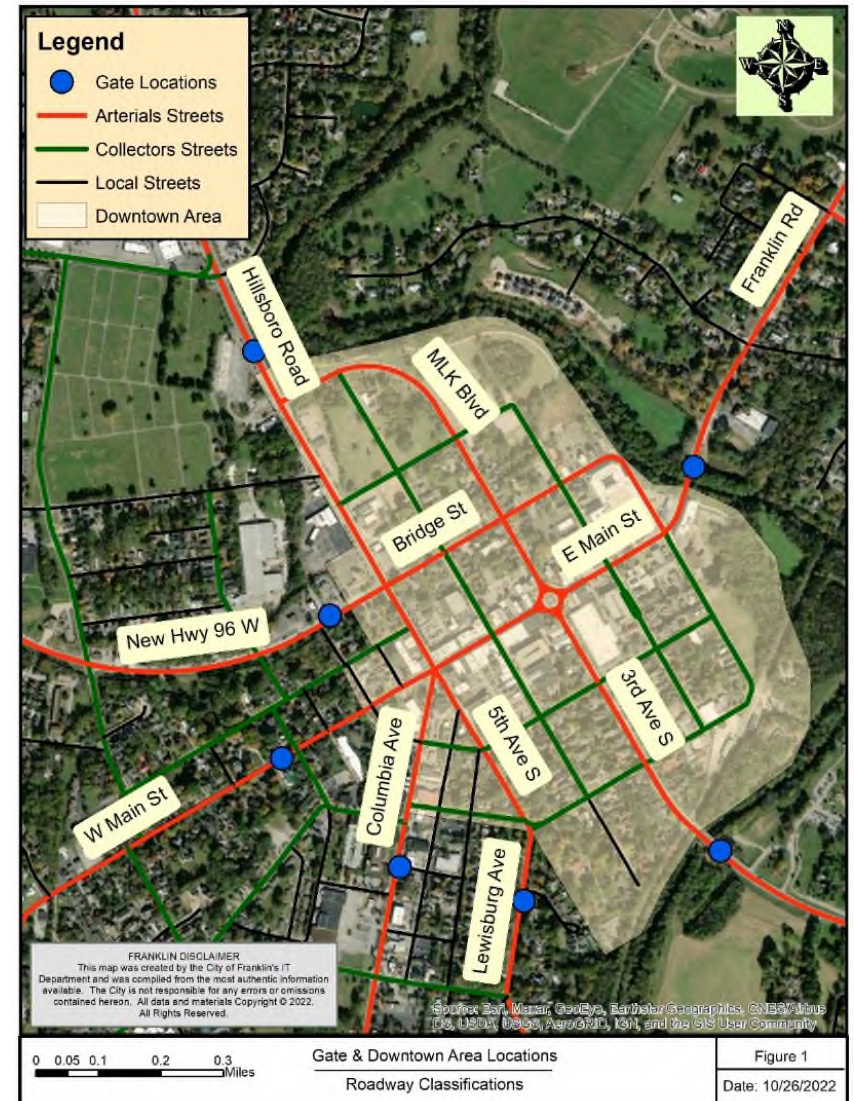 Legend
Gate Locations
Arterials Streets
Collectors Streets
Local Streets
Downtown Area
N
W E
S
Franklin Rd
Hillsboro Road
MLK Blvd
Bridge St
E Main St
New Hwy 96 W
3rd Ave S
5th Ave S
Columbia Ave
W Main St
Lewisburg Ave
FRANKLIN DISCLAIMER
This map was created by the City of Franklin's IT
Department and was compiled from the most authentic information
available. The City is not responsible for any errors or omissions
contained hereon. All data and materials Copyright © 2022.
All Rights Reserved.
Source: Esri, Maxar, GeoEye, Earthstar Geographics, CNES/Airbus
DS, USDA, USGS, AeroGRID, IGN, and the GIS User Community
0 0.05 0.1 0.2 0.3
Miles
Gate & Downtown Area Locations
Roadway Classifications
Figure 1
Date: 10/26/2022